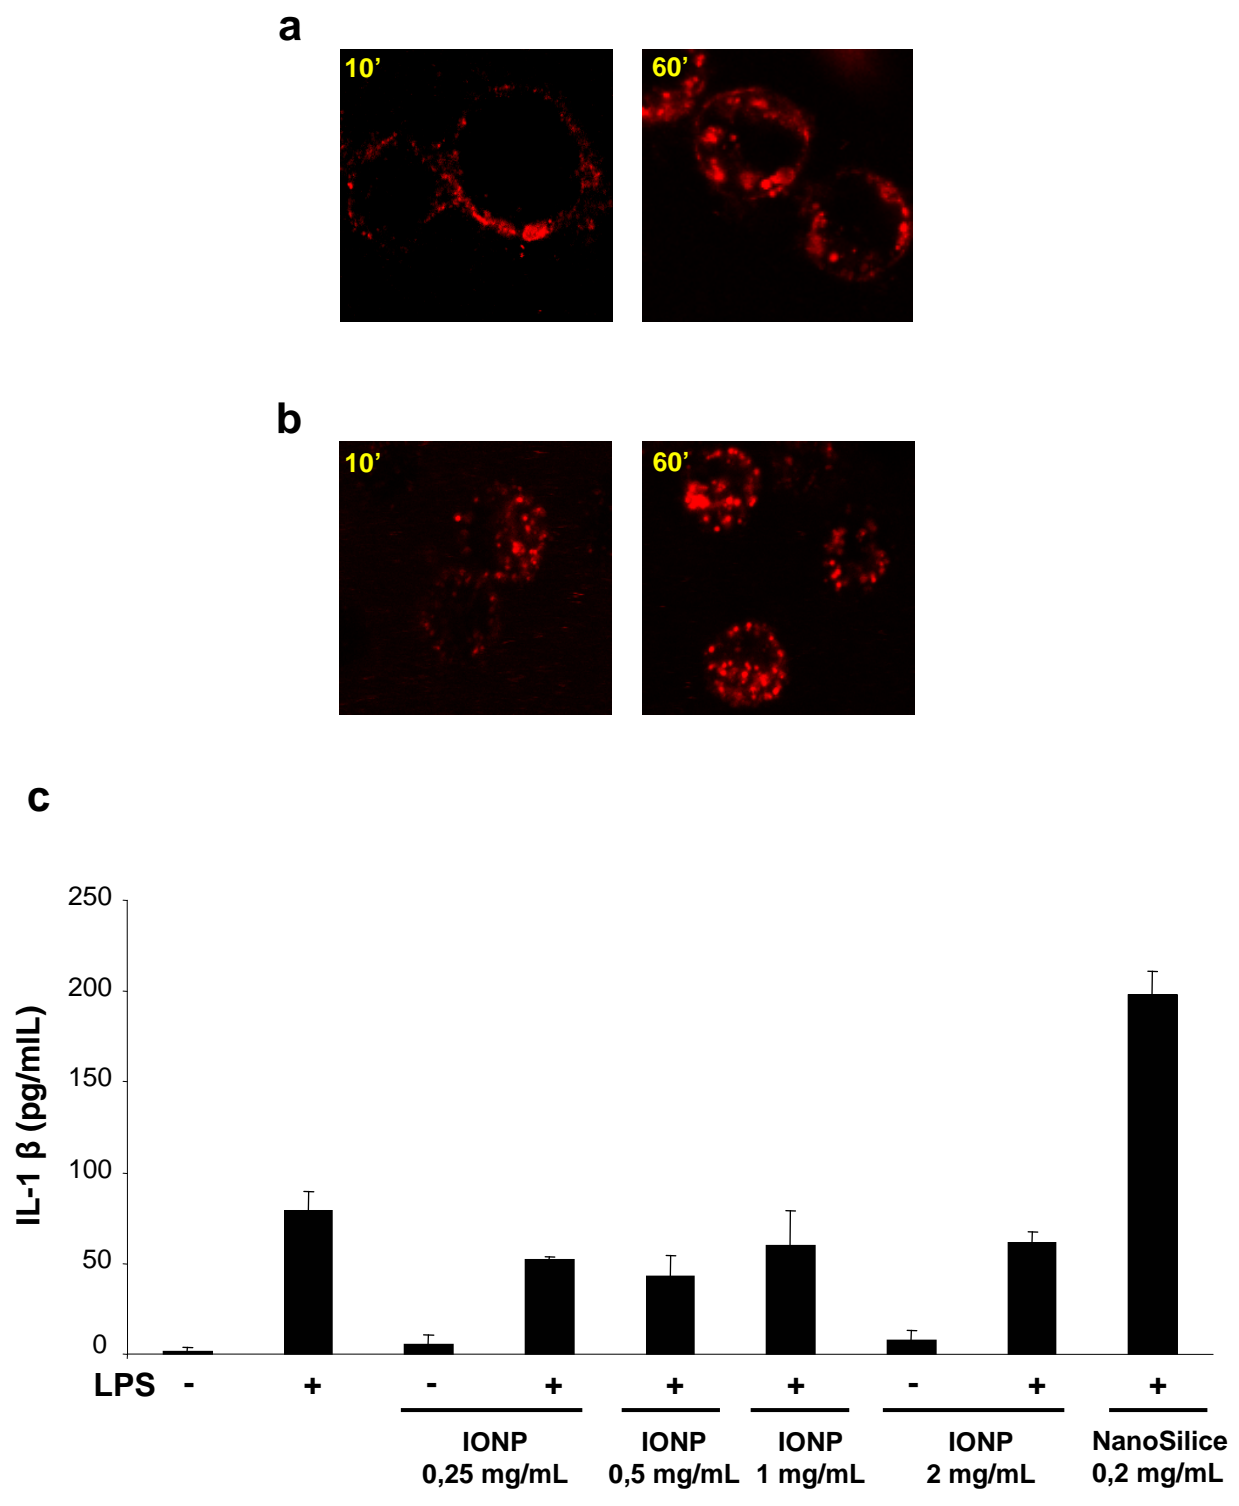 a
10’ 60’
b
10’ 60’
c
250
200
150
100
50
0
IL-1 β (pg/mlL)
LPS - + - + + + - + +
IONP IONP IONP IONP NanoSilice
0,25 mg/mL 0,5 mg/mL 1 mg/mL 2 mg/mL 0,2 mg/mL